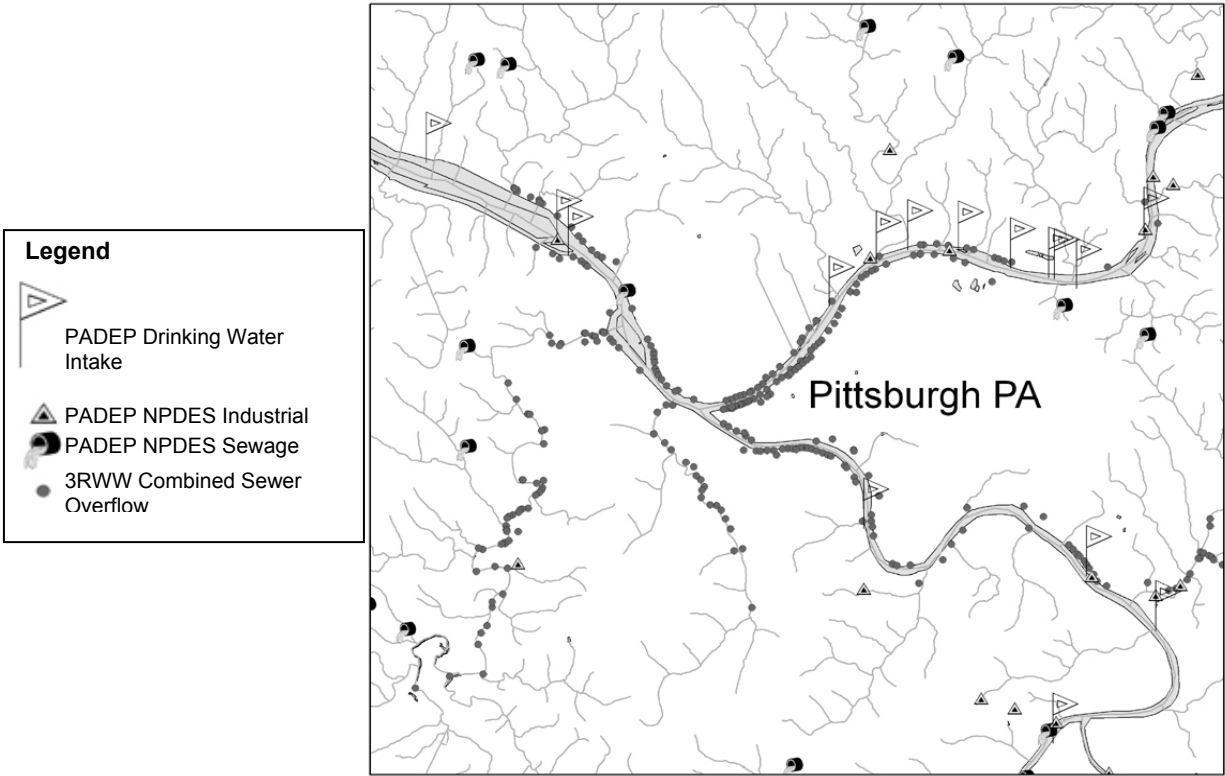 Legend
PADEP Drinking Water
Intake
PADEP NPDES Industrial
PADEP NPDES Sewage
3RWW Combined Sewer
Overflow
Pittsburgh PA